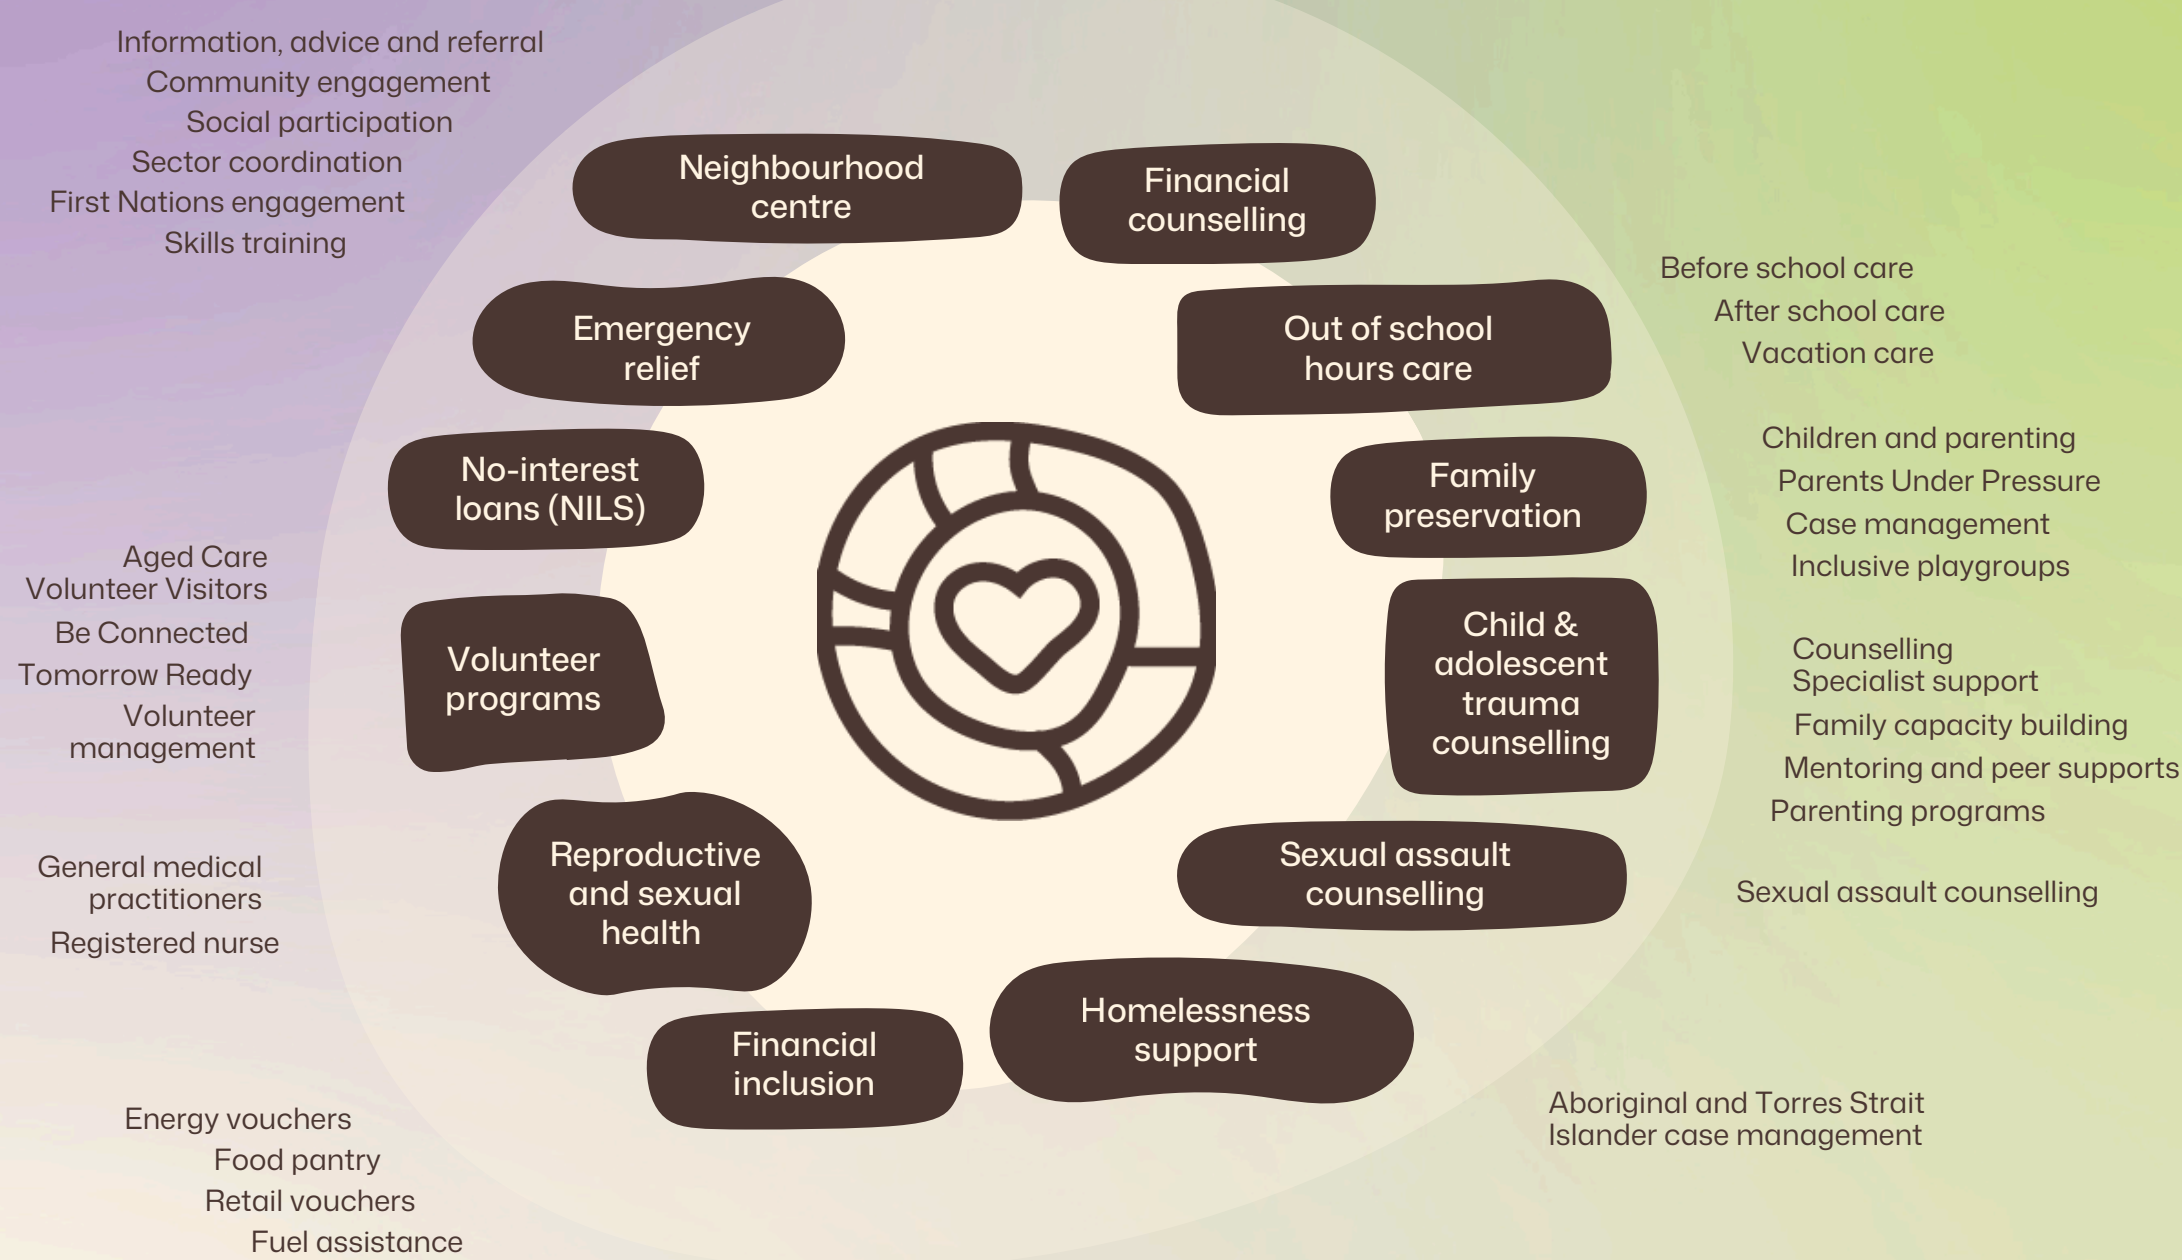 Information, advice and referral
Community engagement
Social participation
Sector coordination
First Nations engagement
Skills training
Neighbourhood
centre
Financial
counselling
Emergency
relief
Out of school
hours care
Before school care
After school care
Vacation care
No-interest
loans (NILS)
Family
preservation
Children and parenting
Parents Under Pressure
Case management
Inclusive playgroups
Aged Care
Volunteer Visitors
Be Connected
Tomorrow Ready
Volunteer
management
Volunteer
programs
Child &
adolescent
trauma
counselling
Counselling
Specialist support
Family capacity building
Mentoring and peer supports
Parenting programs
General medical
practitioners
Registered nurse
Reproductive
and sexual
health
Sexual assault
counselling
Sexual assault counselling
Financial
inclusion
Homelessness
support
Aboriginal and Torres Strait
Islander case management
Energy vouchers
Food pantry
Retail vouchers
Fuel assistance